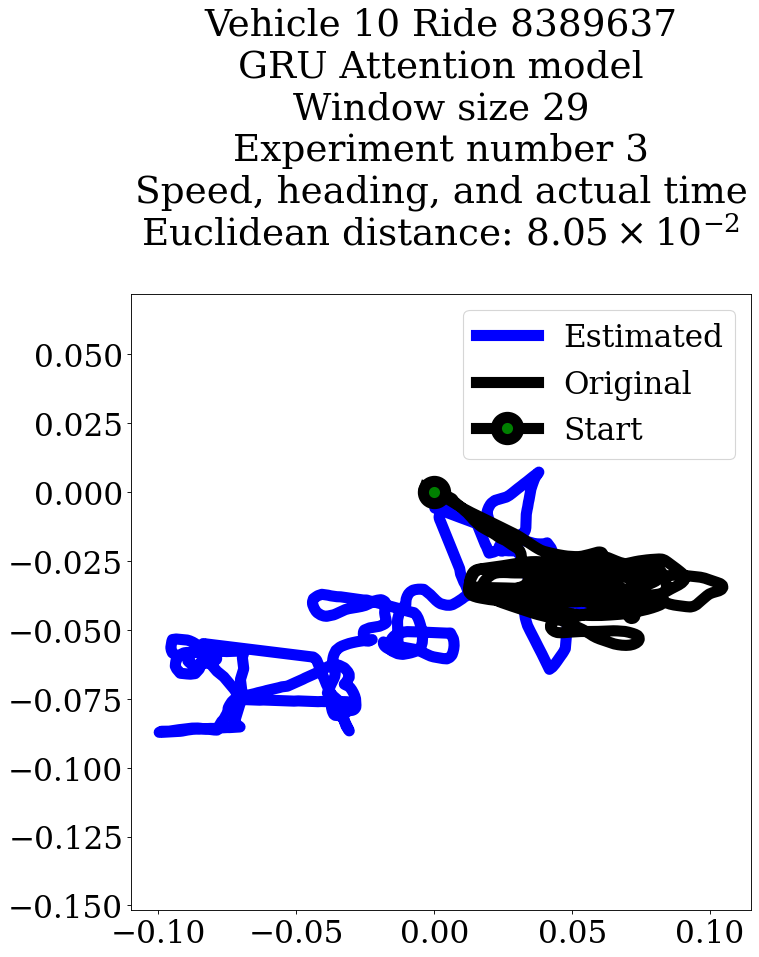 Vehicle 10 Ride 8389637
GRU Attention model
Window size 29
Experiment number 3
Speed, heading, and actual time
Euclidean distance: 8.05 × 10⁻²
Estimated
Original
Start
0.050
0.025
0.000
−0.025
−0.050
−0.075
−0.100
−0.125
−0.150
−0.10 −0.05 0.00 0.05 0.10